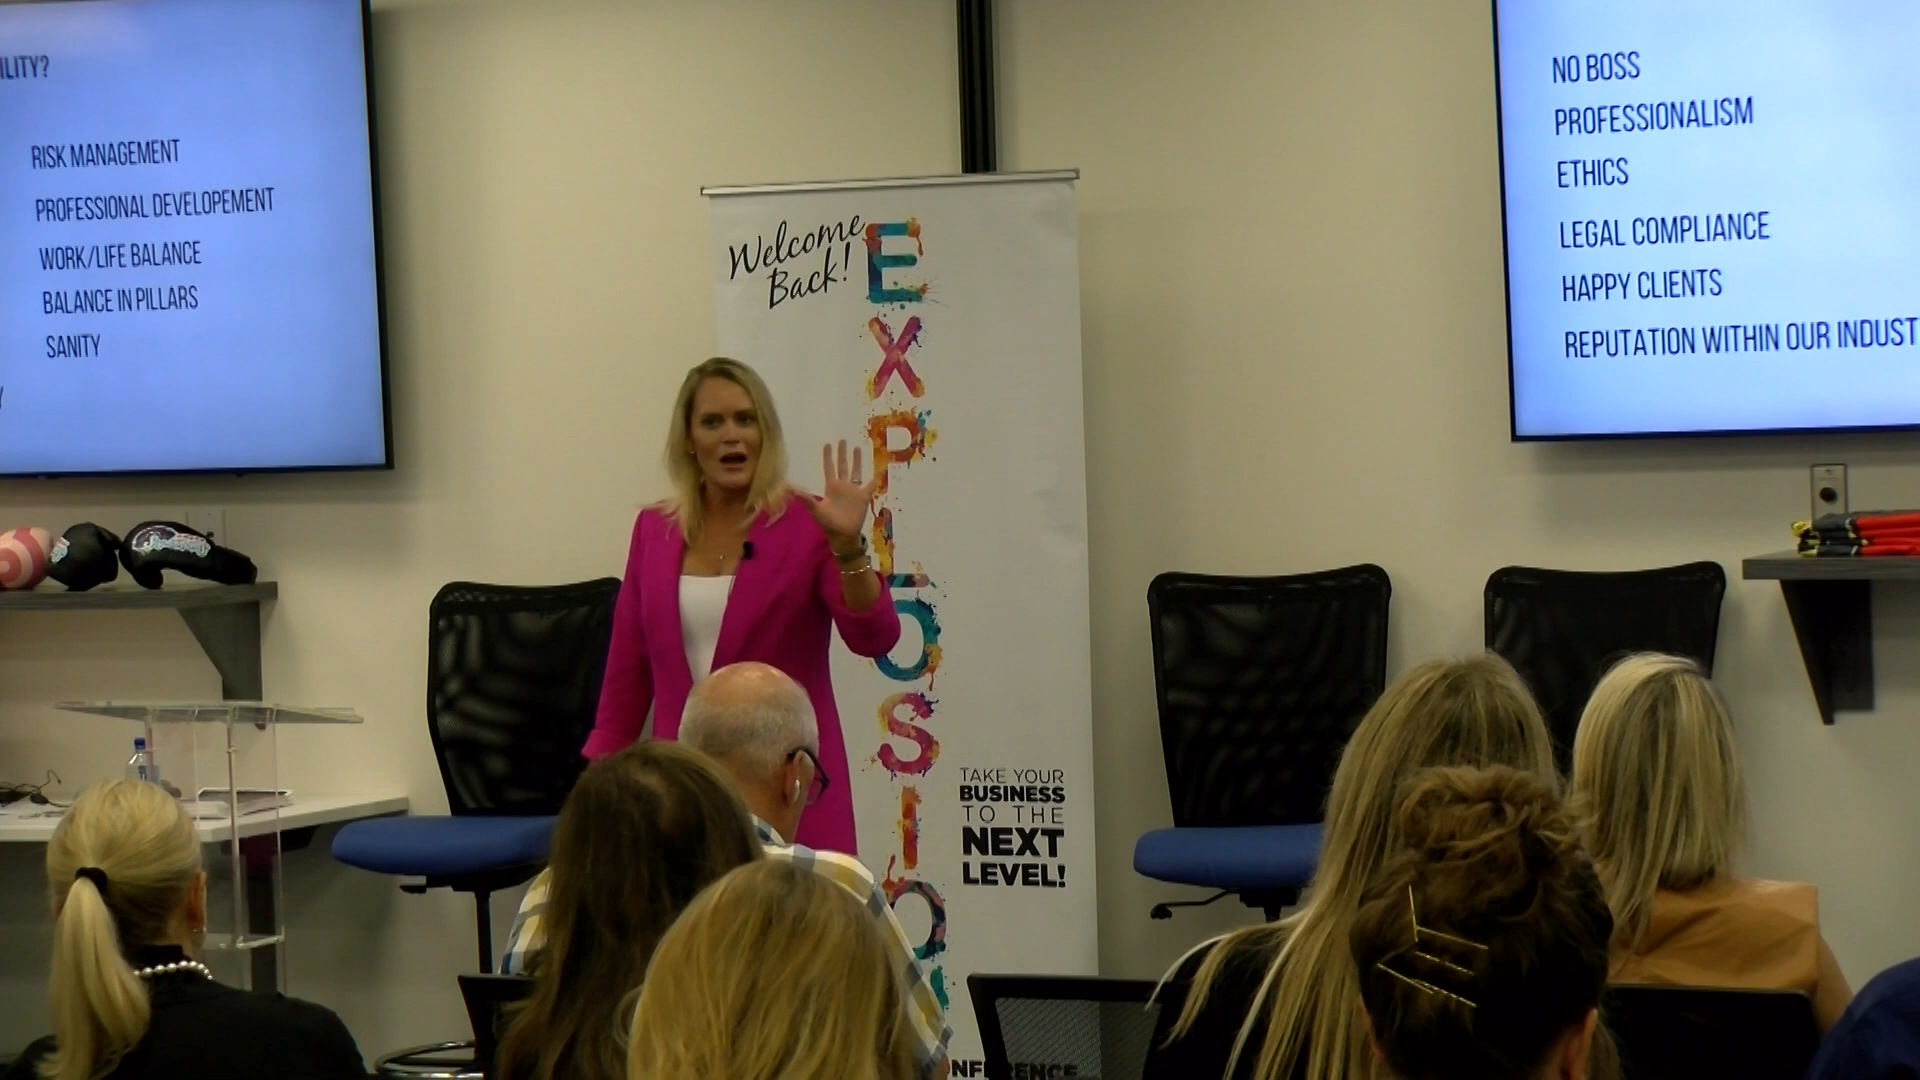 ILITY?
RISK MANAGEMENT
PROFESSIONAL DEVELOPEMENT
WORK/LIFE BALANCE
BALANCE IN PILLARS
SANITY
Welcome
Back!
EXPLOSIO
TAKE YOUR
BUSINESS
TO THE
NEXT
LEVEL!
NFERENCE
NO BOSS
PROFESSIONALISM
ETHICS
LEGAL COMPLIANCE
HAPPY CLIENTS
REPUTATION WITHIN OUR INDUST